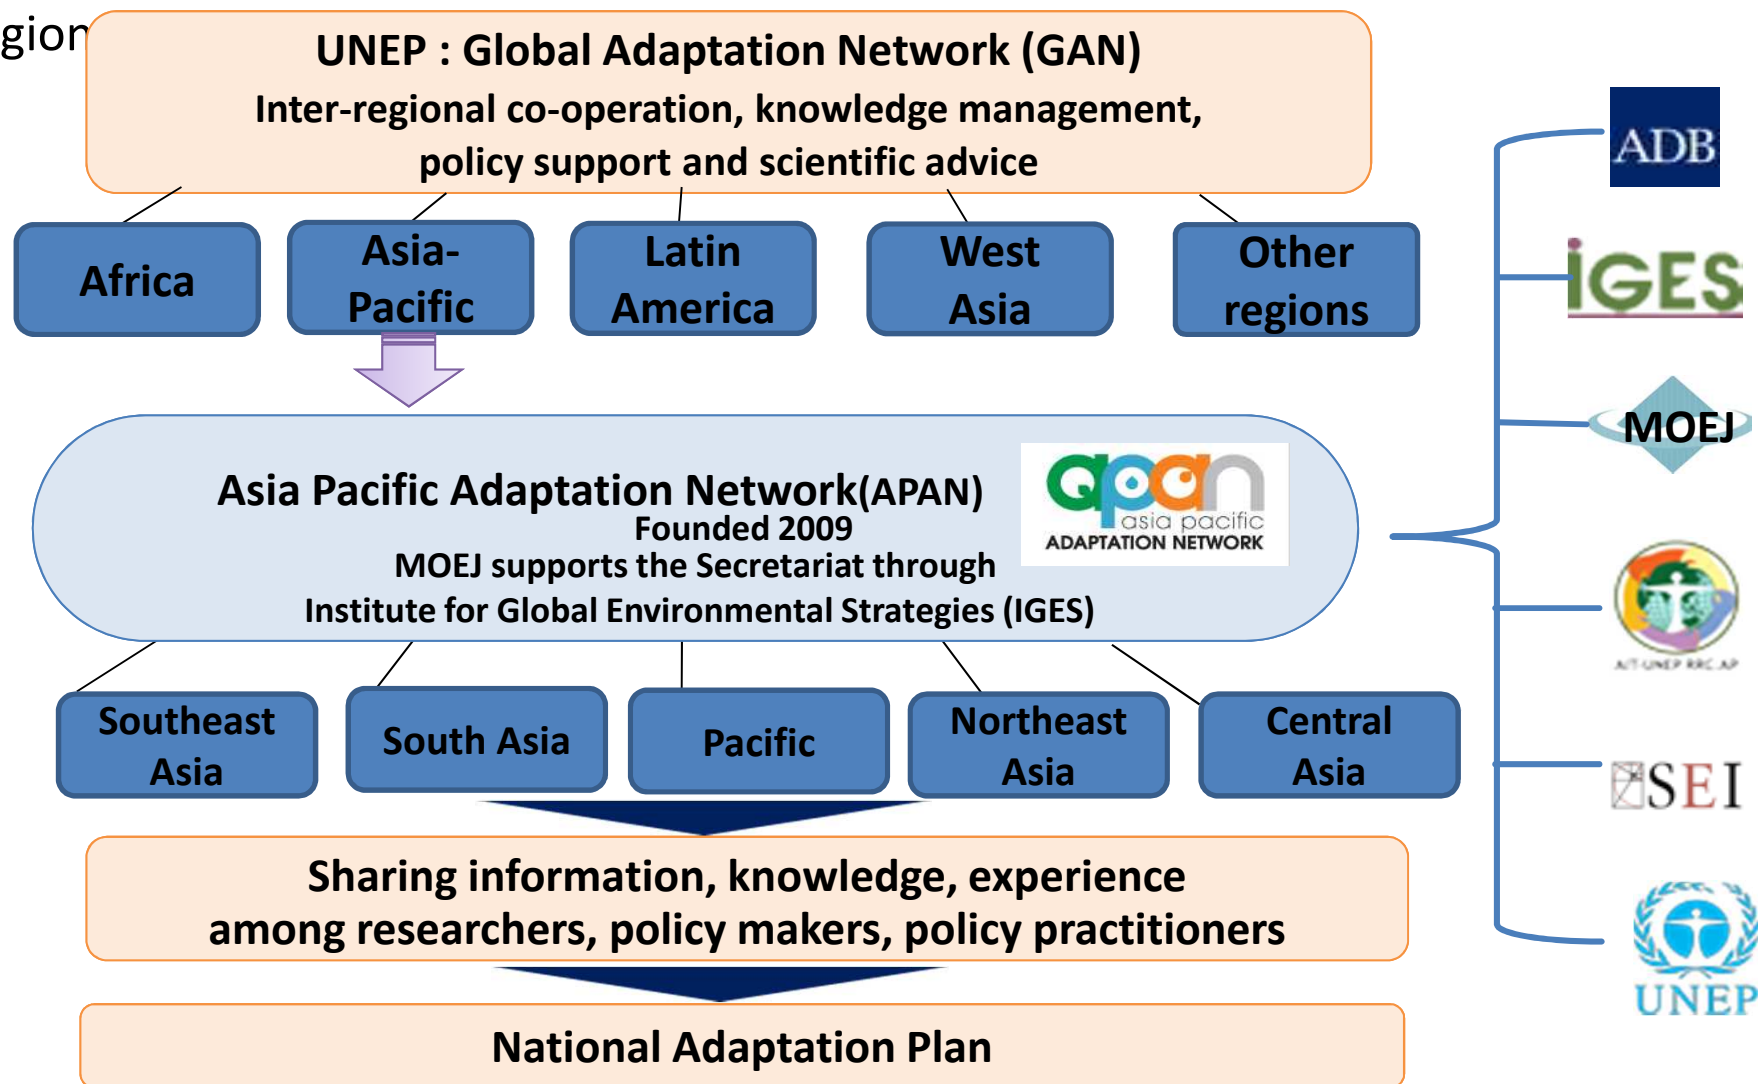 gion
UNEP : Global Adaptation Network (GAN)
Inter-regional co-operation, knowledge management,
policy support and scientific advice
Africa
Asia-
Pacific
Latin
America
West
Asia
Other
regions
Asia Pacific Adaptation Network(APAN)
Founded 2009
MOEJ supports the Secretariat through
Institute for Global Environmental Strategies (IGES)
apan
asia pacific
ADAPTATION NETWORK
Southeast
Asia
South Asia
Pacific
Northeast
Asia
Central
Asia
Sharing information, knowledge, experience
among researchers, policy makers, policy practitioners
National Adaptation Plan
ADB
iGES
MOEJ
AIT-UNEP RRC.AP
SEI
UNEP